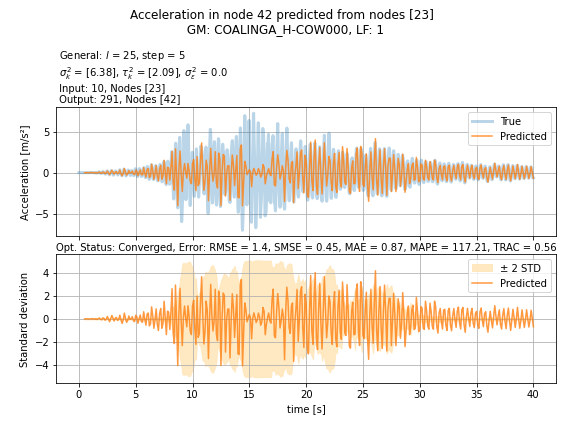 Acceleration in node 42 predicted from nodes [23]
GM: COALINGA_H-COW000, LF: 1
General: l = 25, step = 5
σ²ₖ = [6.38], τ²ₖ = [2.09], σ²ε = 0.0
Input: 10, Nodes [23]
Output: 291, Nodes [42]
True
Predicted
Acceleration [m/s²]
5
0
−5
Opt. Status: Converged, Error: RMSE = 1.4, SMSE = 0.45, MAE = 0.87, MAPE = 117.21, TRAC = 0.56
± 2 STD
Predicted
Standard deviation
4
2
0
−2
−4
0 5 10 15 20 25 30 35 40
time [s]